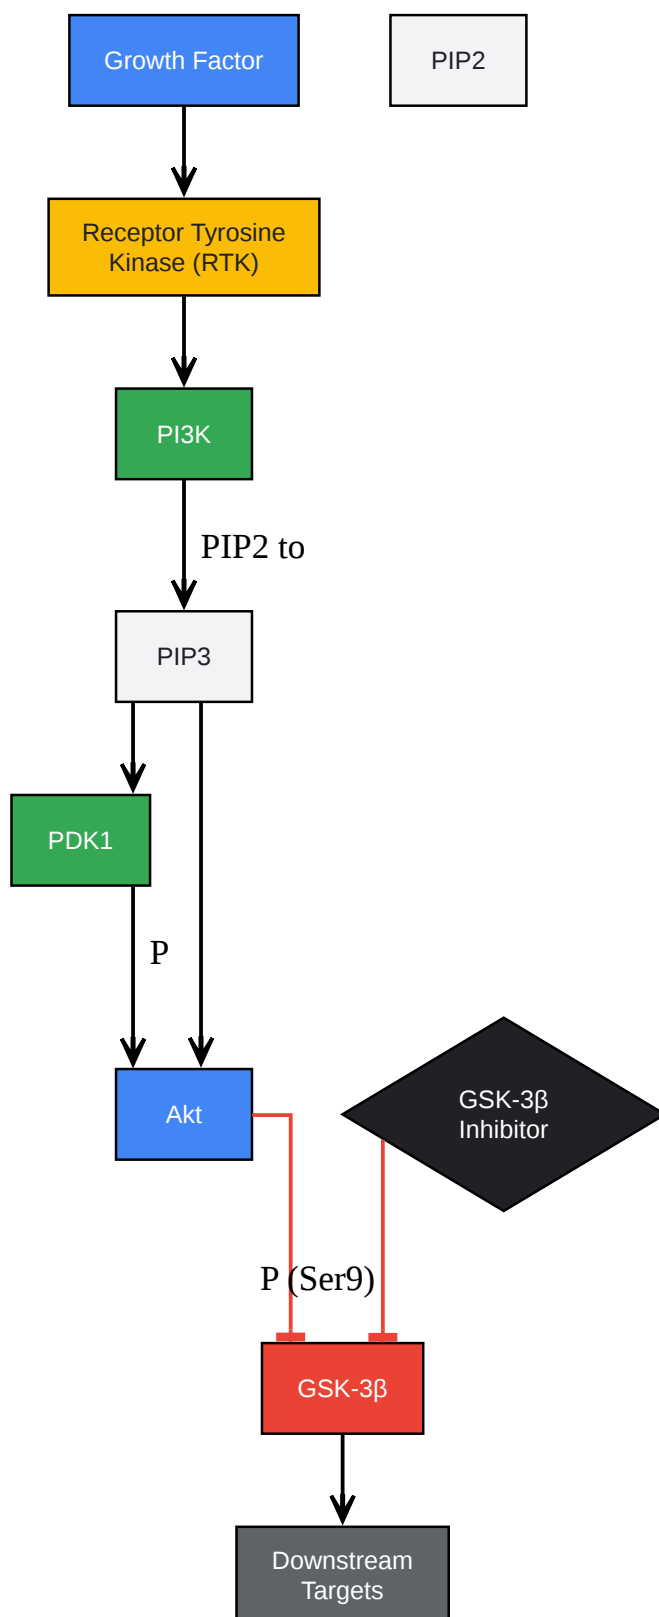 Growth Factor
PIP2
Receptor Tyrosine
Kinase (RTK)
PI3K
PIP2 to
PIP3
PDK1
P
Akt
GSK-3β
Inhibitor
P (Ser9)
GSK-3β
Downstream
Targets